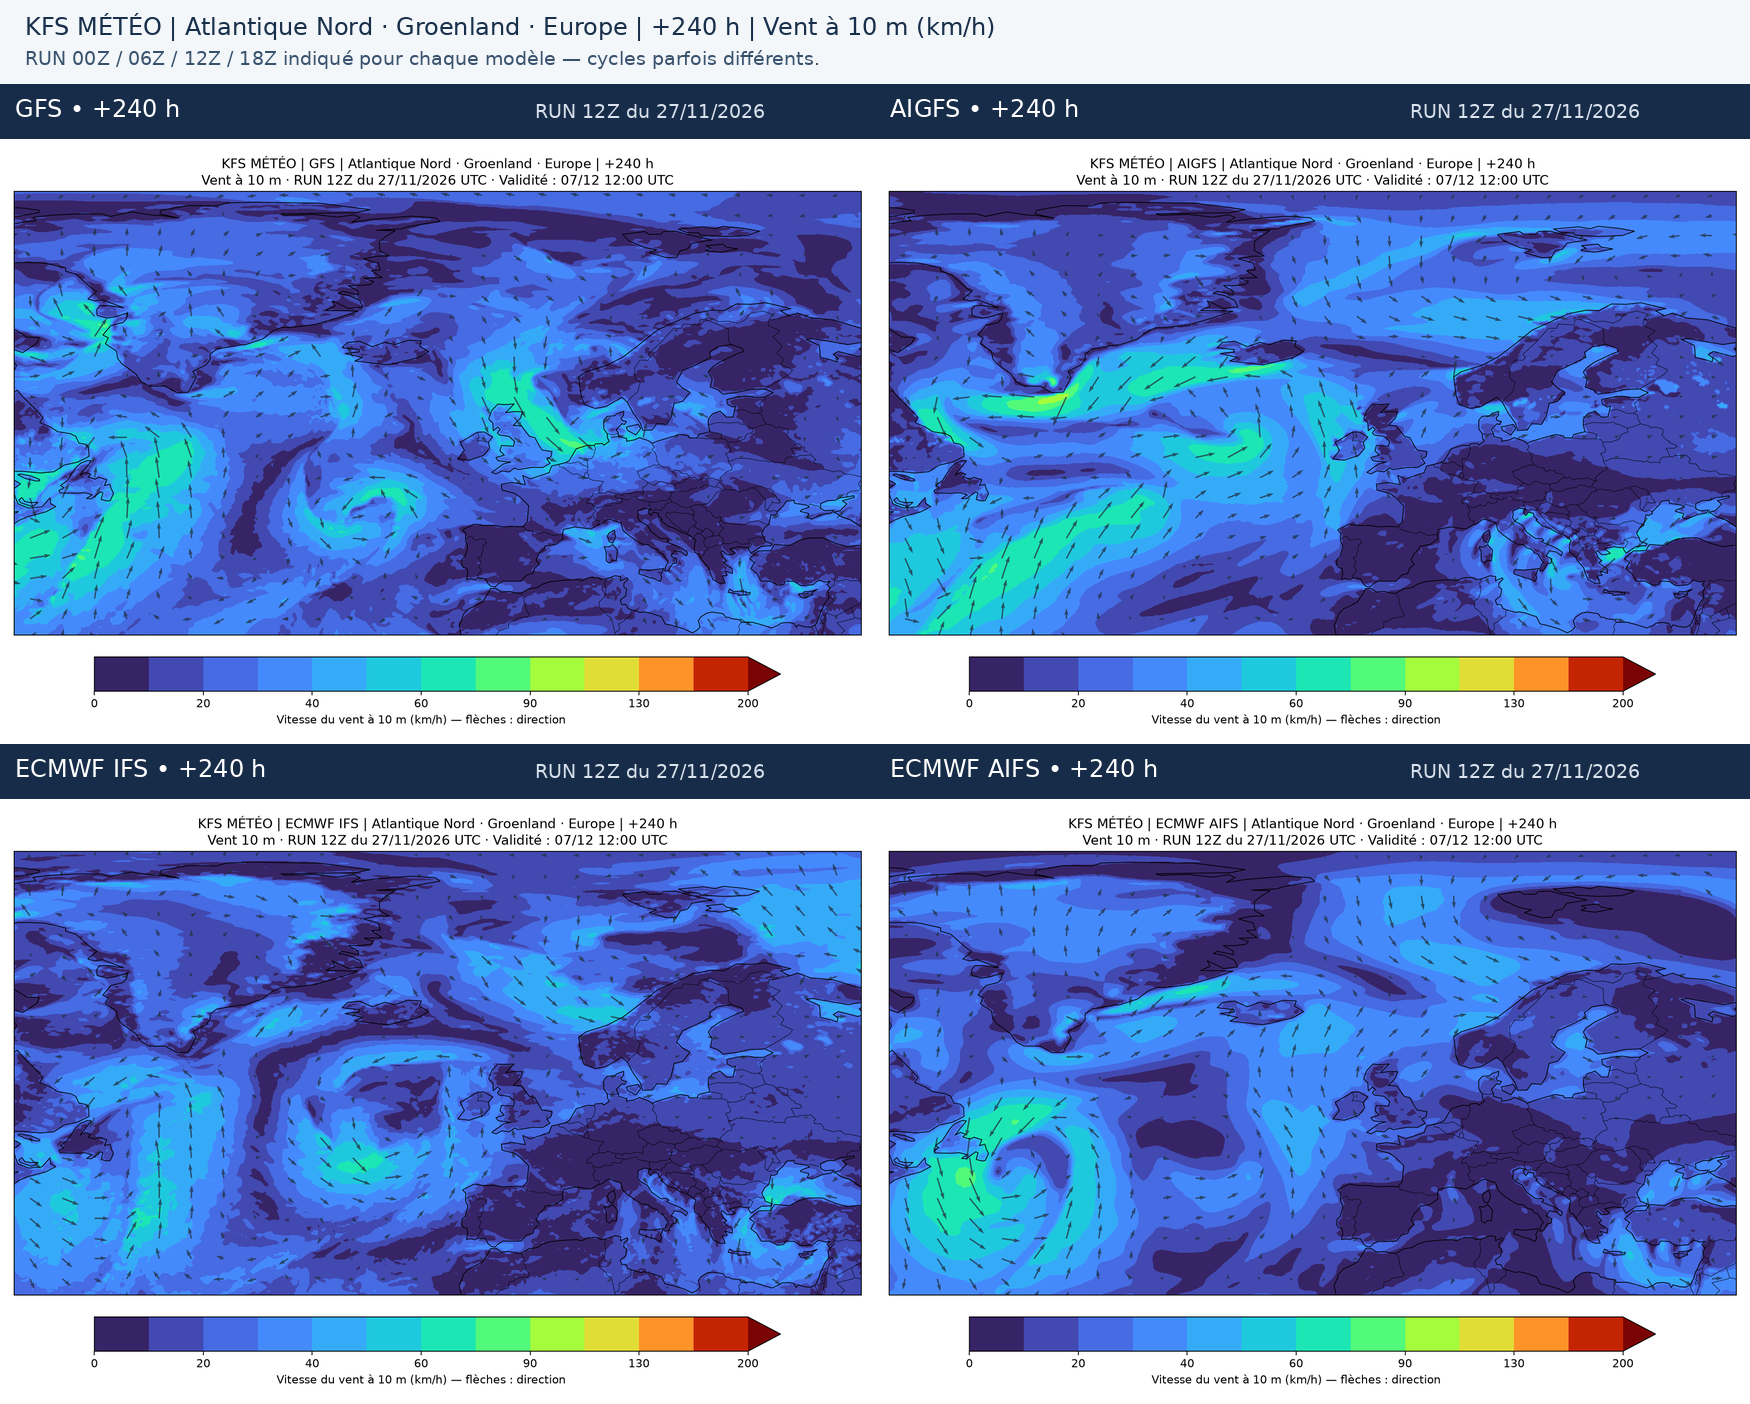 KFS MÉTÉO | Atlantique Nord · Groenland · Europe | +240 h | Vent à 10 m (km/h)
RUN 00Z / 06Z / 12Z / 18Z indiqué pour chaque modèle — cycles parfois différents.
GFS • +240 h
RUN 12Z du 27/11/2026
AIGFS • +240 h
RUN 12Z du 27/11/2026
KFS MÉTÉO | GFS | Atlantique Nord · Groenland · Europe | +240 h
Vent à 10 m · RUN 12Z du 27/11/2026 UTC · Validité : 07/12 12:00 UTC
KFS MÉTÉO | AIGFS | Atlantique Nord · Groenland · Europe | +240 h
Vent à 10 m · RUN 12Z du 27/11/2026 UTC · Validité : 07/12 12:00 UTC
0 20 40 60 90 130 200
Vitesse du vent à 10 m (km/h) — flèches : direction
0 20 40 60 90 130 200
Vitesse du vent à 10 m (km/h) — flèches : direction
ECMWF IFS • +240 h
RUN 12Z du 27/11/2026
ECMWF AIFS • +240 h
RUN 12Z du 27/11/2026
KFS MÉTÉO | ECMWF IFS | Atlantique Nord · Groenland · Europe | +240 h
Vent 10 m · RUN 12Z du 27/11/2026 UTC · Validité : 07/12 12:00 UTC
KFS MÉTÉO | ECMWF AIFS | Atlantique Nord · Groenland · Europe | +240 h
Vent 10 m · RUN 12Z du 27/11/2026 UTC · Validité : 07/12 12:00 UTC
0 20 40 60 90 130 200
Vitesse du vent à 10 m (km/h) — flèches : direction
0 20 40 60 90 130 200
Vitesse du vent à 10 m (km/h) — flèches : direction